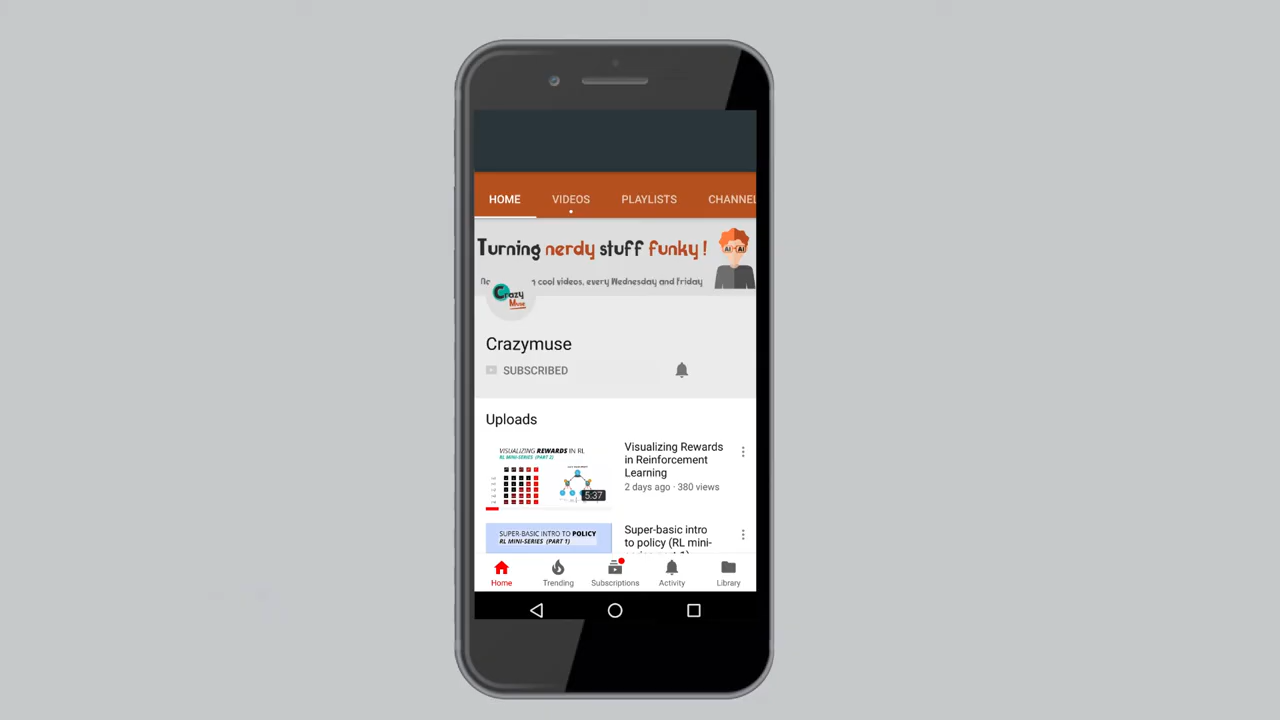 HOME VIDEOS PLAYLISTS CHANNEL
Turning nerdy stuff funky !
cool videos, every Wednesday and Friday
Crazy
Muse
Crazymuse
SUBSCRIBED
Uploads
VISUALIZING REWARDS IN RL
RL MINI-SERIES (PART 2)
5:37
Visualizing Rewards
in Reinforcement
Learning
2 days ago · 380 views
SUPER-BASIC INTRO TO POLICY
RL MINI-SERIES (PART 1)
Super-basic intro
to policy (RL mini-
Home Trending Subscriptions Activity Library